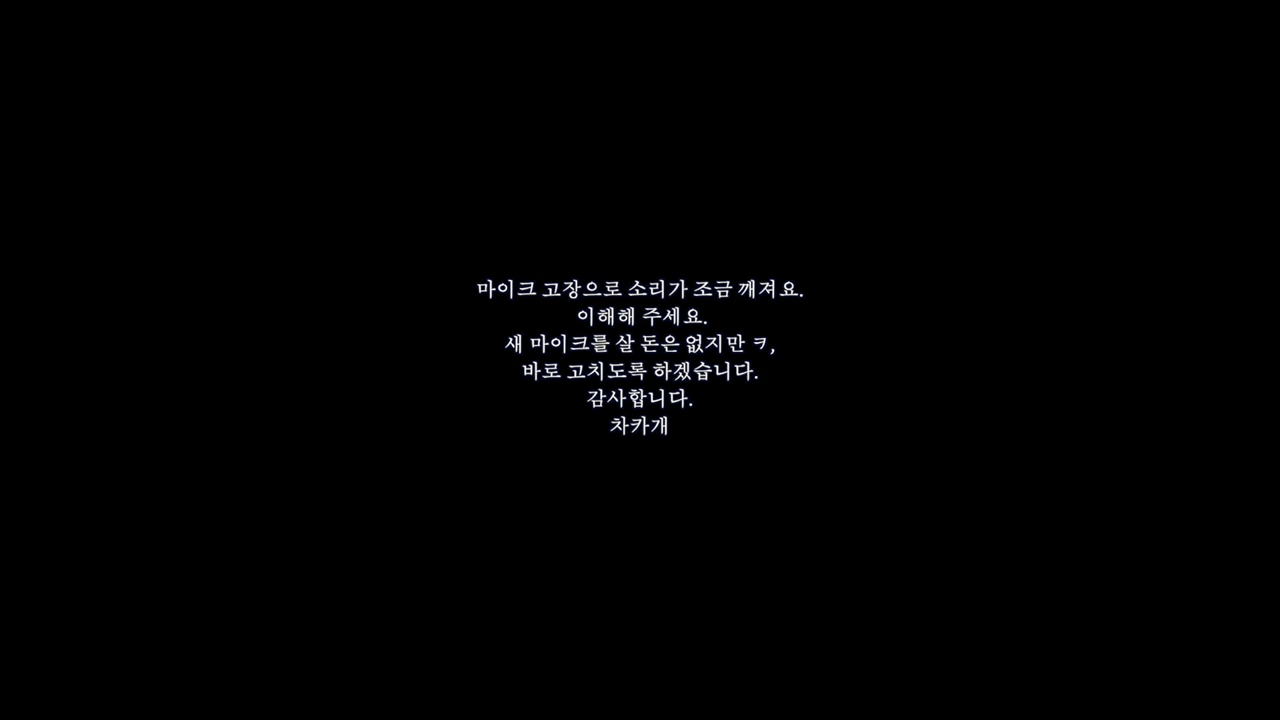 마이크 고장으로 소리가 조금 깨져요.
이해해 주세요.
새 마이크를 살 돈은 없지만 ㅋ,
바로 고치도록 하겠습니다.
감사합니다.
차카개